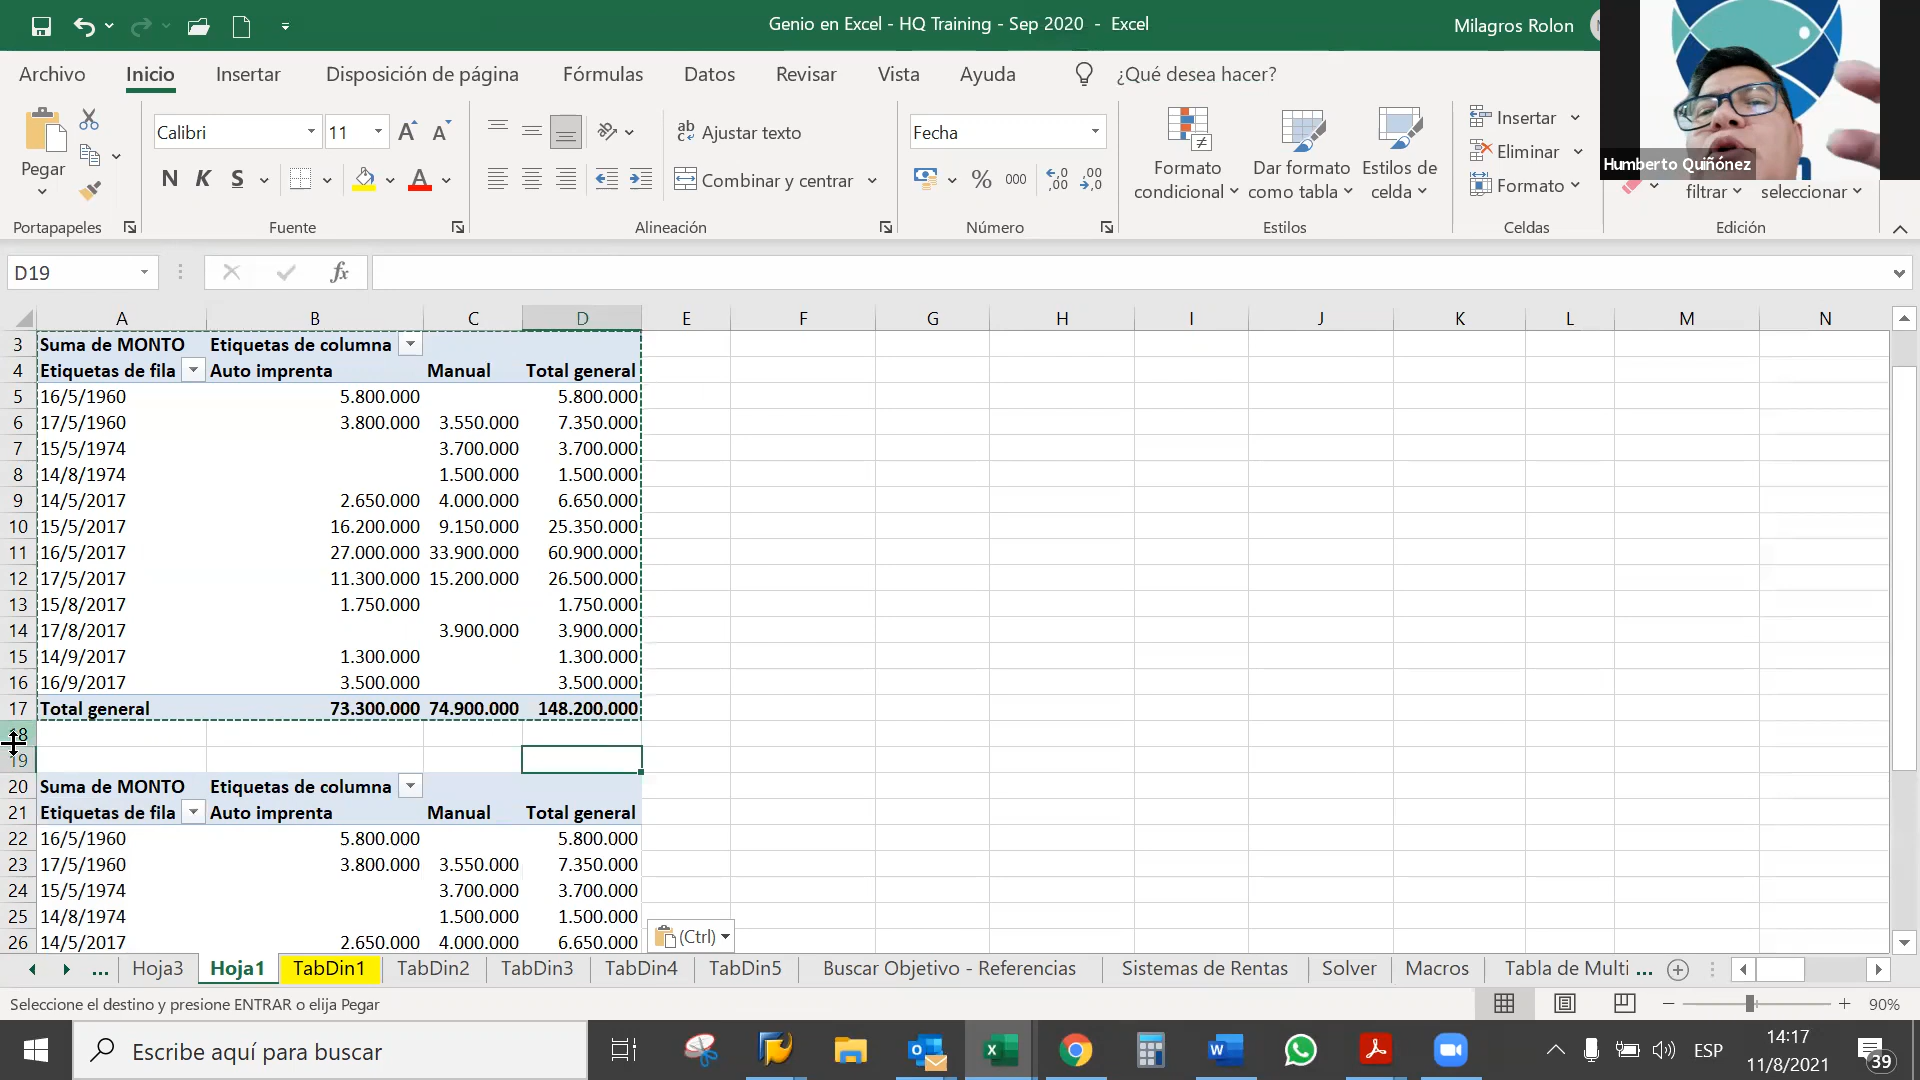 Genio en Excel - HQ Training - Sep 2020 - Excel
Milagros Rolon
Archivo Inicio Insertar Disposición de página Fórmulas Datos Revisar Vista Ayuda ¿Qué desea hacer?
Pegar
Calibri 11
Ajustar texto
Fecha
Formato condicional
Dar formato como tabla
Estilos de celda
Insertar
Eliminar
Formato
Humberto Quiñónez
N K S
Combinar y centrar
% 000
filtrar
seleccionar
Portapapeles Fuente Alineación Número Estilos Celdas Edición
D19 fx
A B C D E F G H I J K L M N
3 Suma de MONTO Etiquetas de columna
4 Etiquetas de fila Auto imprenta Manual Total general
5 16/5/1960 5.800.000 5.800.000
6 17/5/1960 3.800.000 3.550.000 7.350.000
7 15/5/1974 3.700.000 3.700.000
8 14/8/1974 1.500.000 1.500.000
9 14/5/2017 2.650.000 4.000.000 6.650.000
10 15/5/2017 16.200.000 9.150.000 25.350.000
11 16/5/2017 27.000.000 33.900.000 60.900.000
12 17/5/2017 11.300.000 15.200.000 26.500.000
13 15/8/2017 1.750.000 1.750.000
14 17/8/2017 3.900.000 3.900.000
15 14/9/2017 1.300.000 1.300.000
16 16/9/2017 3.500.000 3.500.000
17 Total general 73.300.000 74.900.000 148.200.000
18
19
20 Suma de MONTO Etiquetas de columna
21 Etiquetas de fila Auto imprenta Manual Total general
22 16/5/1960 5.800.000 5.800.000
23 17/5/1960 3.800.000 3.550.000 7.350.000
24 15/5/1974 3.700.000 3.700.000
25 14/8/1974 1.500.000 1.500.000
26 14/5/2017 2.650.000 4.000.000 6.650.000
(Ctrl)
... Hoja3 Hoja1 TabDin1 TabDin2 TabDin3 TabDin4 TabDin5 Buscar Objetivo - Referencias Sistemas de Rentas Solver Macros Tabla de Multi ...
Seleccione el destino y presione ENTRAR o elija Pegar
90%
Escribe aquí para buscar
ESP
14:17
11/8/2021
39